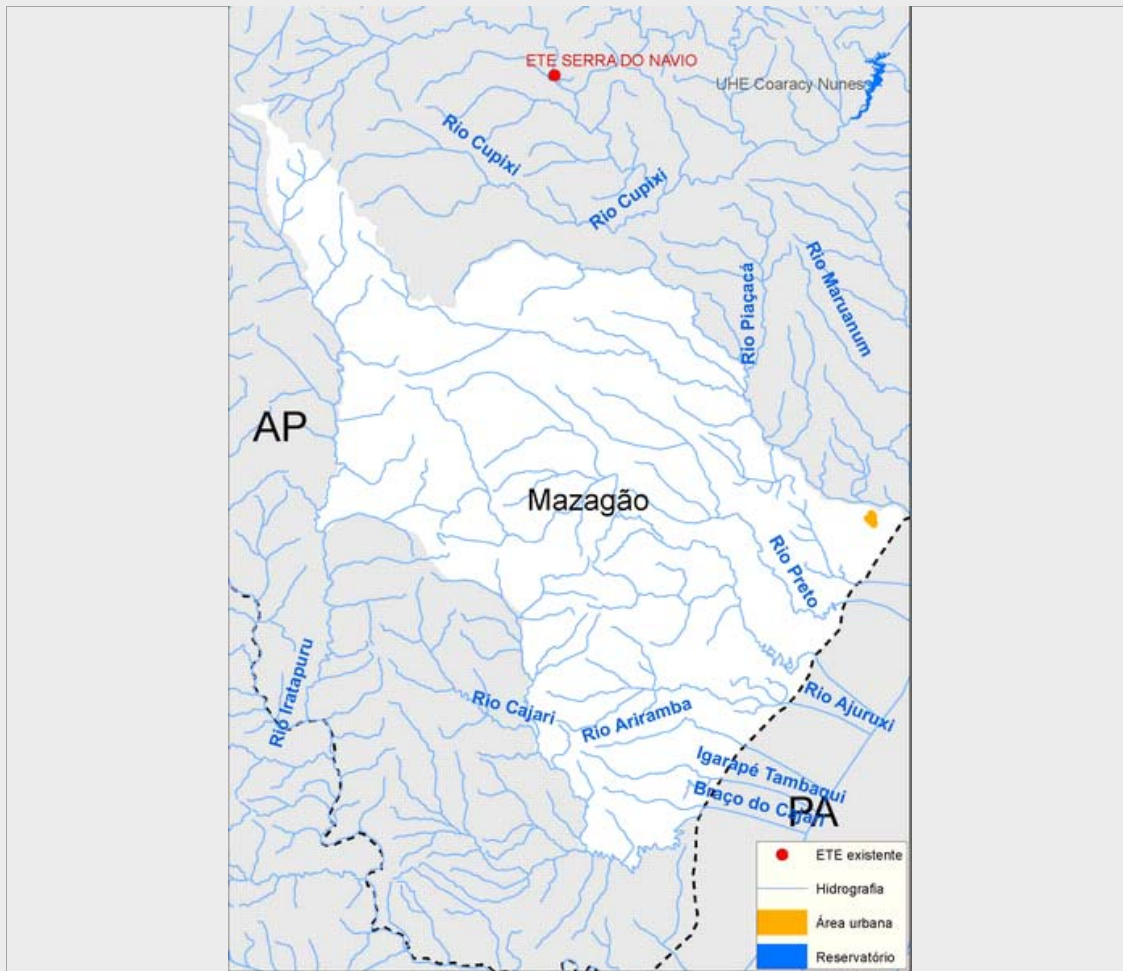 ETE SERRA DO NAVIO
UHE Coaracy Nunes
Rio Cupixi
Rio Cupixi
Rio Piaçacá
Rio Maruanum
AP
Mazagão
Rio Preto
Rio Iratapuru
Rio Cajari
Rio Ariramba
Rio Ajuruxi
Igarapé Tambaqui
Braço do Cajari
PA
ETE existente
Hidrografia
Área urbana
Reservatório